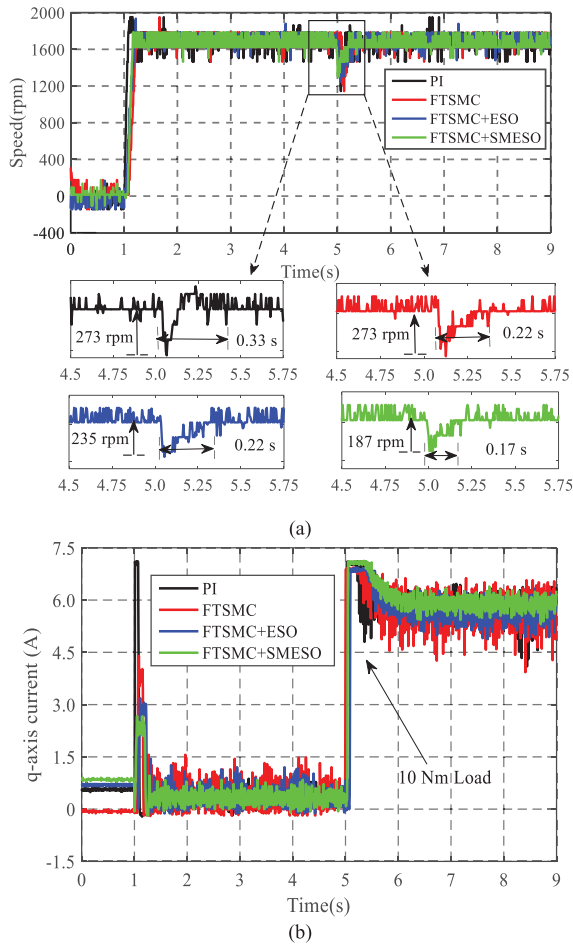 2000
1600
1200
800
400
0
-400
Speed(rpm)
PI
FTSMC
FTSMC+ESO
FTSMC+SMESO
0 1 2 3 4 5 6 7 8 9
Time(s)
273 rpm
0.33 s
4.5 4.75 5.0 5.25 5.5 5.75
273 rpm
0.22 s
4.5 4.75 5.0 5.25 5.5 5.75
235 rpm
0.22 s
4.5 4.75 5.0 5.25 5.5 5.75
187 rpm
0.17 s
4.5 4.75 5.0 5.25 5.5 5.75
(a)
7.5
6.0
4.5
3.0
1.5
0
-1.5
q-axis current (A)
PI
FTSMC
FTSMC+ESO
FTSMC+SMESO
10 Nm Load
0 1 2 3 4 5 6 7 8 9
Time(s)
(b)